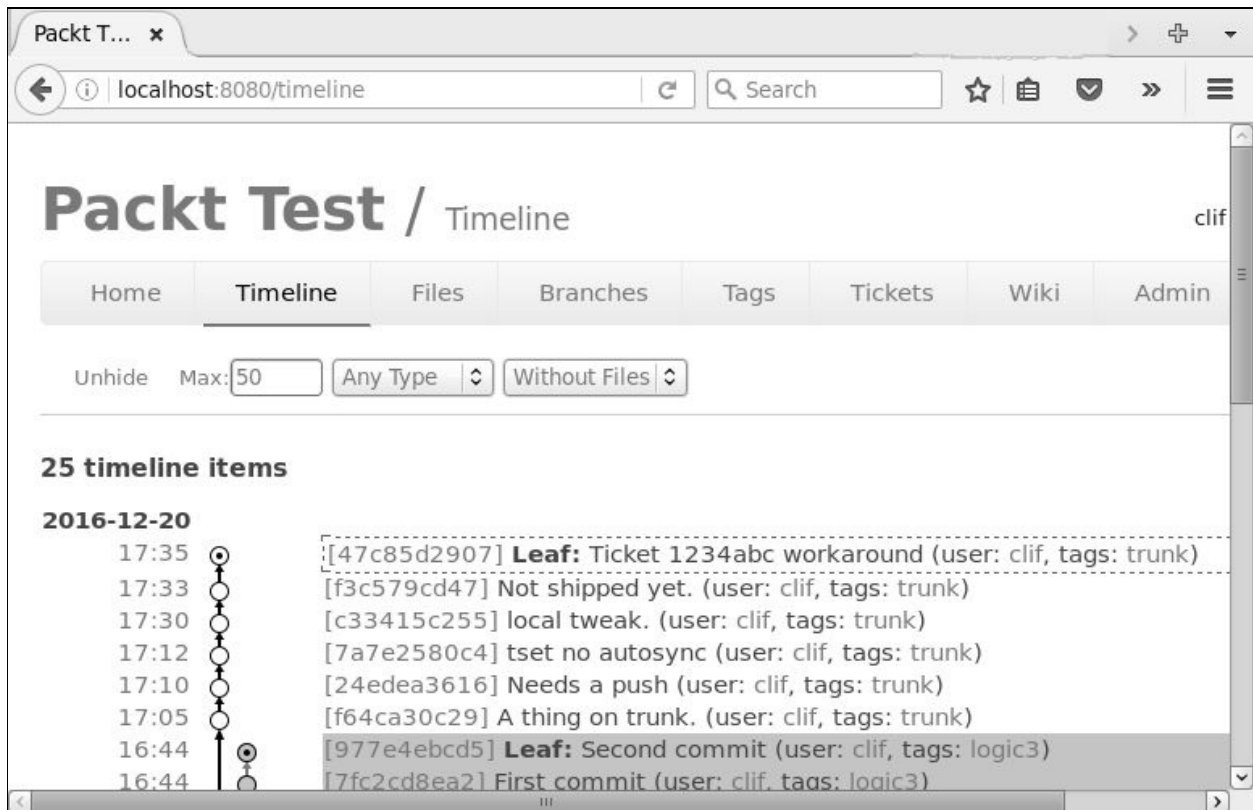 Packt T...
localhost:8080/timeline
Search
Packt Test / Timeline
clif
Home Timeline Files Branches Tags Tickets Wiki Admin
Unhide Max: 50 Any Type Without Files
25 timeline items
2016-12-20
17:35 [47c85d2907] Leaf: Ticket 1234abc workaround (user: clif, tags: trunk)
17:33 [f3c579cd47] Not shipped yet. (user: clif, tags: trunk)
17:30 [c33415c255] local tweak. (user: clif, tags: trunk)
17:12 [7a7e2580c4] tset no autosync (user: clif, tags: trunk)
17:10 [24edea3616] Needs a push (user: clif, tags: trunk)
17:05 [f64ca30c29] A thing on trunk. (user: clif, tags: trunk)
16:44 [977e4ebcd5] Leaf: Second commit (user: clif, tags: logic3)
16:44 [7fc2cd8ea2] First commit (user: clif, tags: logic3)